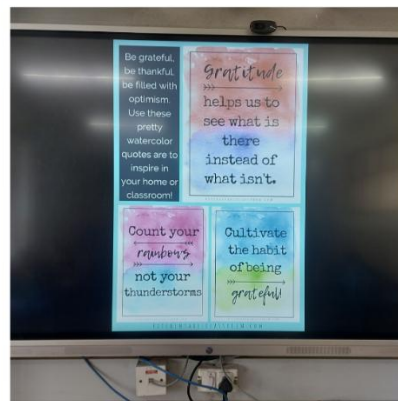 Be grateful,
be thankful,
be filled with
optimism.
Use these
pretty
watercolor
quotes are to
inspire in
your home or
classroom!
Gratitude
helps us to
see what is
there
instead of
what isn't.
Count your
rainbows
not your
thunderstorms
Cultivate
the habit
of being
grateful!